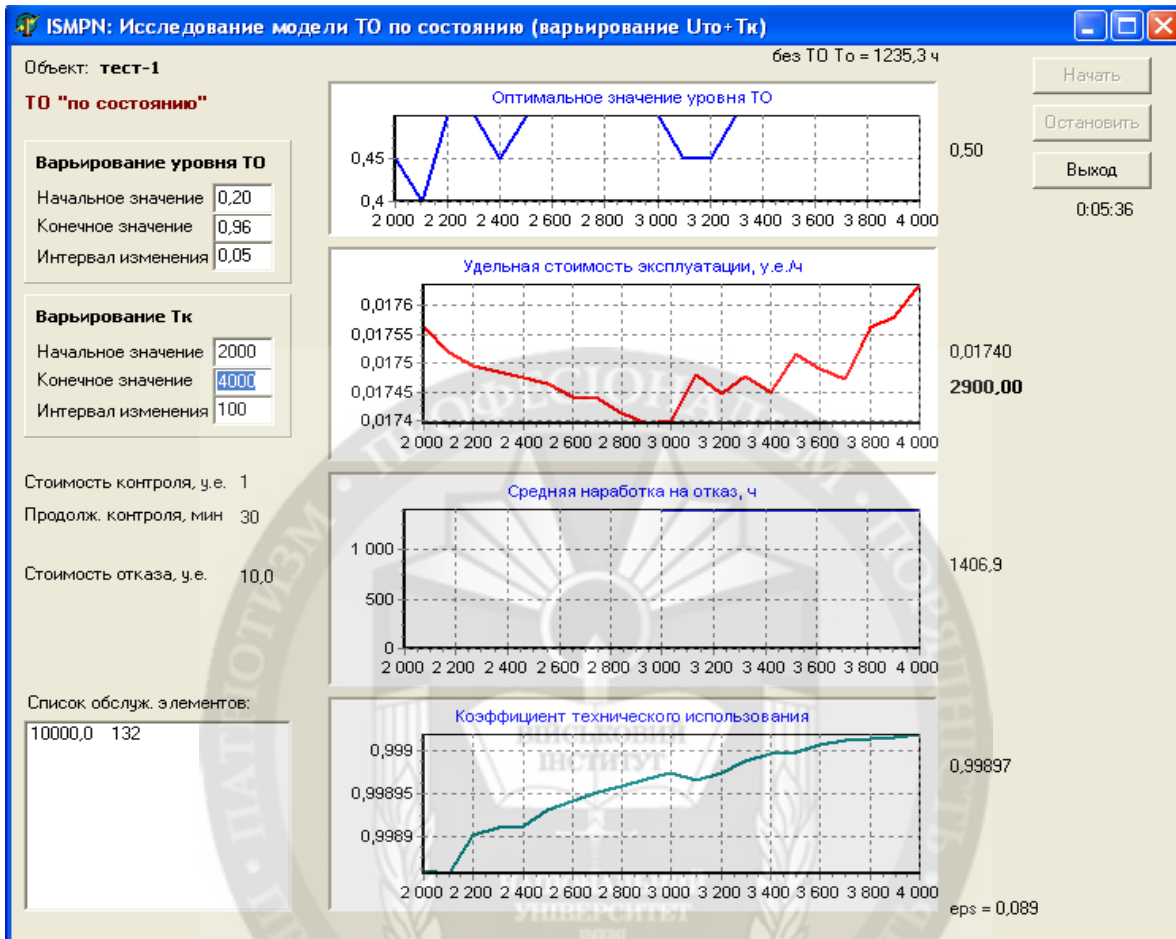 ISMPN: Исследование модели ТО по состоянию (варьирование Uто+Тк)
без ТО То = 1235,3 ч
Объект: тест-1
ТО "по состоянию"
Варьирование уровня ТО
Начальное значение 0,20
Конечное значение 0,96
Интервал изменения 0,05
Варьирование Тк
Начальное значение 2000
Конечное значение 4000
Интервал изменения 100
Стоимость контроля, у.е. 1
Продолж. контроля, мин 30
Стоимость отказа, у.е. 10,0
Список обслуж. элементов:
10000,0 132
Оптимальное значение уровня ТО
0,45
0,4
2 000 2 200 2 400 2 600 2 800 3 000 3 200 3 400 3 600 3 800 4 000
0,50
Удельная стоимость эксплуатации, у.е./ч
0,0176
0,01755
0,0175
0,01745
0,0174
2 000 2 200 2 400 2 600 2 800 3 000 3 200 3 400 3 600 3 800 4 000
0,01740
2900,00
Средняя наработка на отказ, ч
1 000
500
0
2 000 2 200 2 400 2 600 2 800 3 000 3 200 3 400 3 600 3 800 4 000
1406,9
Коэффициент технического использования
0,999
0,99895
0,9989
2 000 2 200 2 400 2 600 2 800 3 000 3 200 3 400 3 600 3 800 4 000
0,99897
eps = 0,089
Начать
Остановить
Выход
0:05:36
ПАТРІОТИЗМ • ПРОФЕСІОНАЛІЗМ • ПОРЯДНІСТЬ
ВІЙСЬКОВИЙ
ІНСТИТУТ
УНІВЕРСИТЕТ